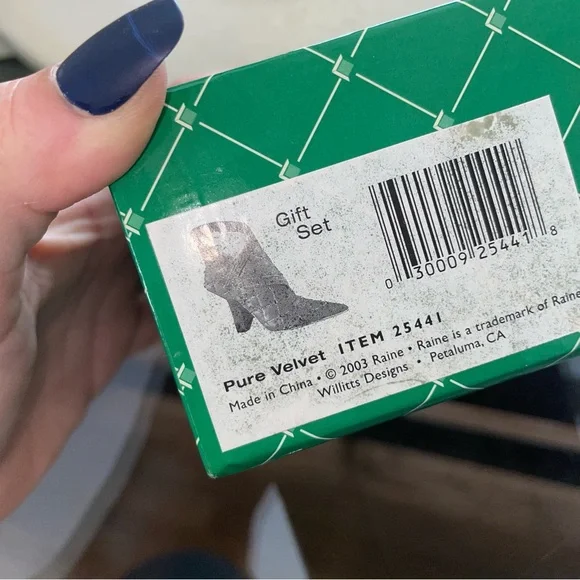 Gift
Set
0 30009 25441 8
Pure Velvet ITEM 25441
Made in China • © 2003 Raine • Raine is a trademark of Raine
Willitts Designs • Petaluma, CA